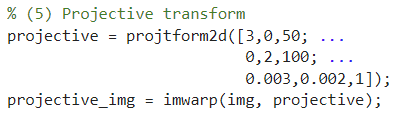 % (5) Projective transform
projective = projtform2d([3,0,50; ...
0,2,100; ...
0.003,0.002,1]);
projective_img = imwarp(img, projective);